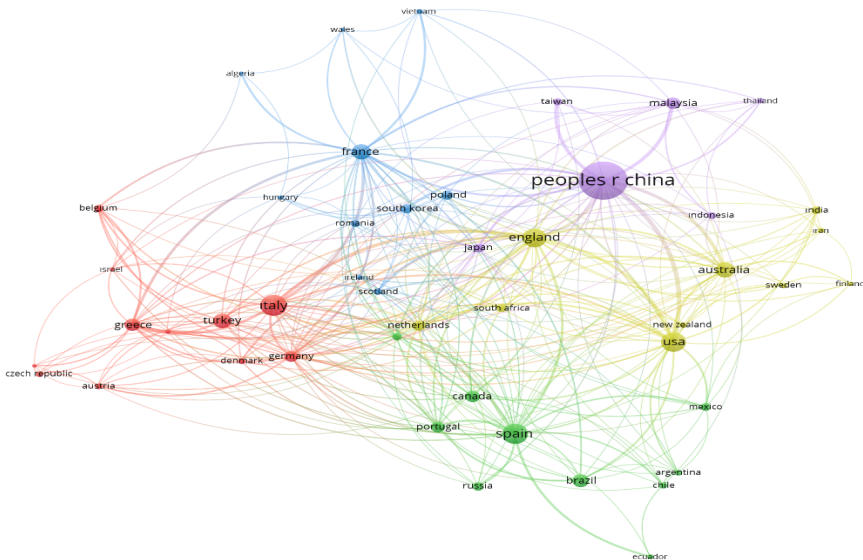 vietnam
wales
algeria
taiwan
malaysia
thailand
france
peoples r china
belgium
hungary
poland
south korea
romania
indonesia
india
iran
japan
england
israel
ireland
scotland
australia
sweden
finland
italy
turkey
greece
netherlands
south africa
new zealand
usa
czech republic
austria
denmark
germany
canada
mexico
portugal
spain
russia
brazil
argentina
chile
ecuador